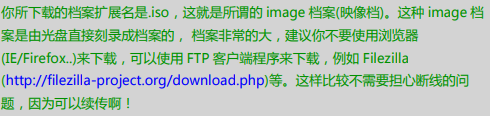 你所下载的档案扩展名是.iso，这就是所谓的 image 档案(映像档)。这种 image 档
案是由光盘直接刻录成档案的， 档案非常的大，建议你不要使用浏览器
(IE/Firefox..)来下载，可以使用 FTP 客户端程序来下载，例如 Filezilla
(http://filezilla-project.org/download.php)等。这样比较不需要担心断线的问
题，因为可以续传啊！